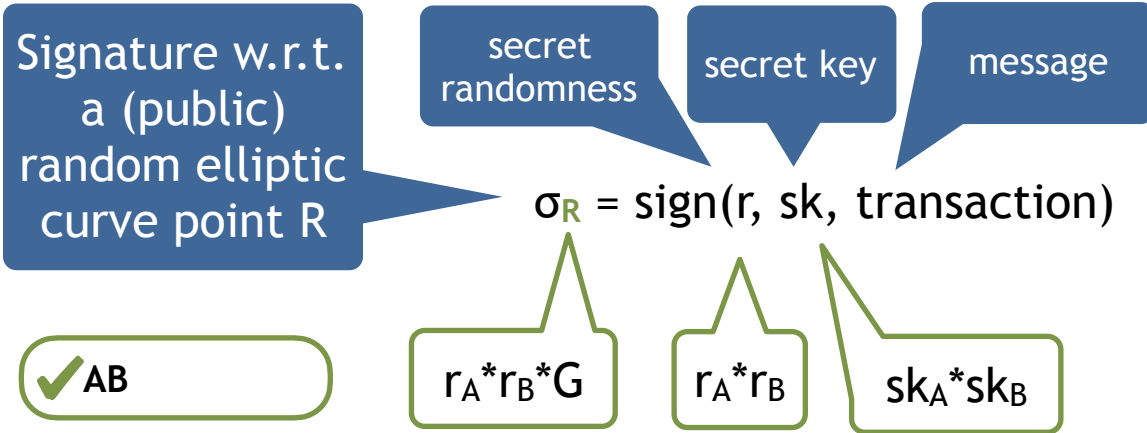 Signature w.r.t.
a (public)
random elliptic
curve point R
secret
randomness
secret key
message
σR = sign(r, sk, transaction)
✔AB
rA*rB*G
rA*rB
skA*skB